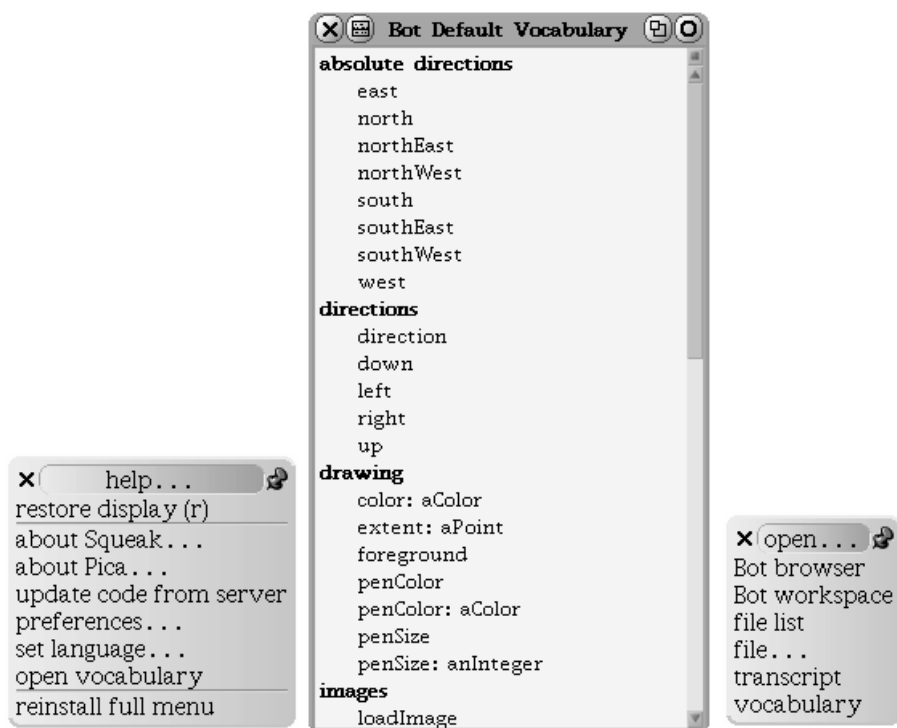 help...
restore display (r)
about Squeak...
about Pica...
update code from server
preferences...
set language...
open vocabulary
reinstall full menu
Bot Default Vocabulary
absolute directions
east
north
northEast
northWest
south
southEast
southWest
west
directions
direction
down
left
right
up
drawing
color: aColor
extent: aPoint
foreground
penColor
penColor: aColor
penSize
penSize: anInteger
images
loadImage
open...
Bot browser
Bot workspace
file list
file...
transcript
vocabulary